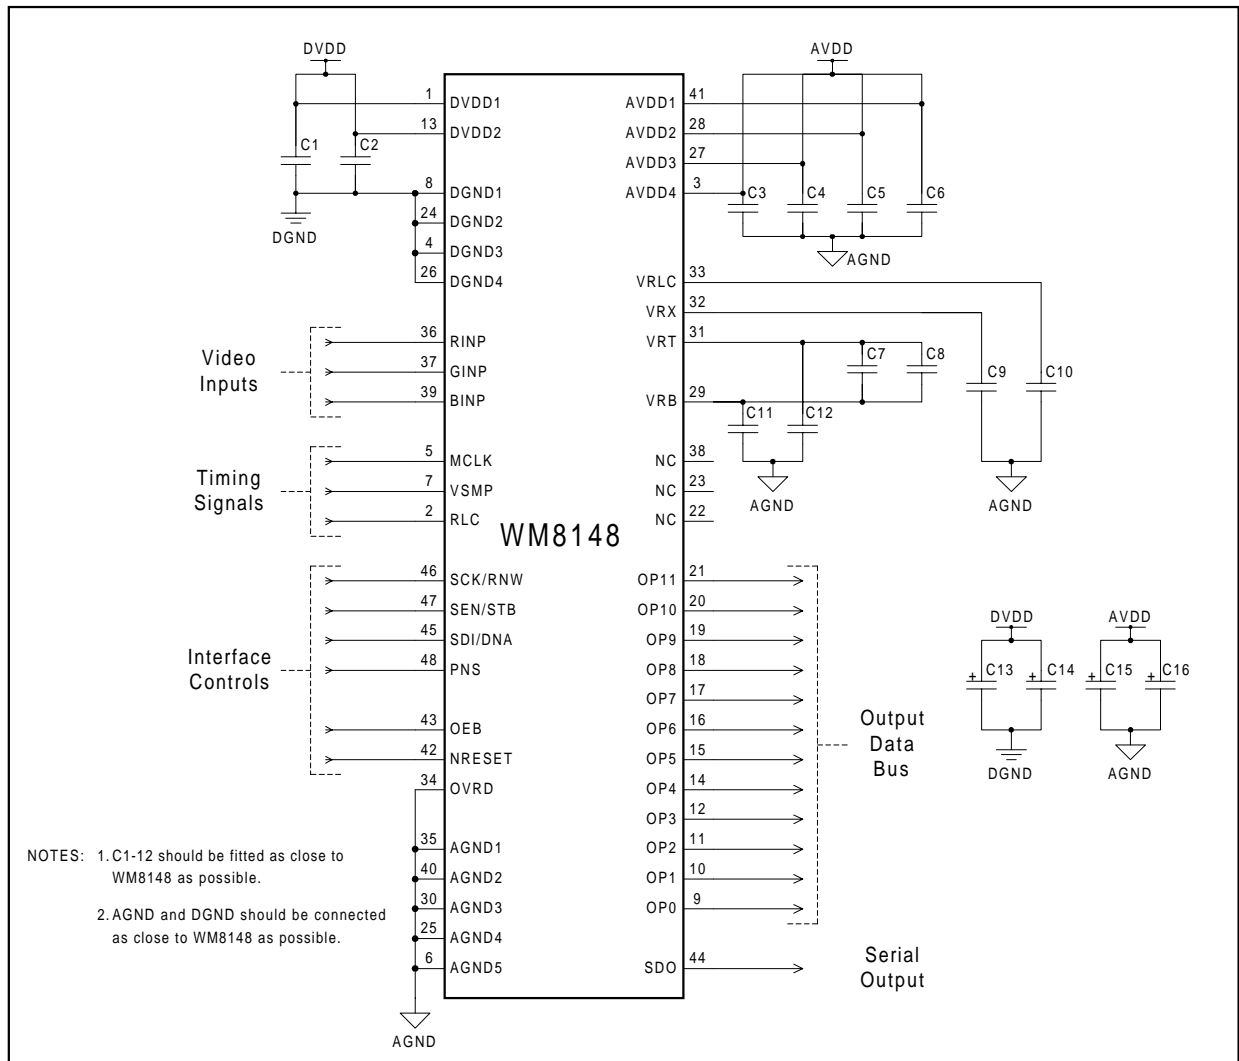 DVDD
AVDD
1 DVDD1
13 DVDD2
C1 C2
8 DGND1
24 DGND2
4 DGND3
26 DGND4
DGND
AVDD1 41
AVDD2 28
AVDD3 27
AVDD4 3
C3 C4 C5 C6
AGND
VRLC 33
VRX 32
VRT 31
VRB 29
C7 C8
C9 C10
C11 C12
AGND
AGND
NC 38
NC 23
NC 22
Video
Inputs
36 RINP
37 GINP
39 BINP
Timing
Signals
5 MCLK
7 VSMP
2 RLC
WM8148
Interface
Controls
46 SCK/RNW
47 SEN/STB
45 SDI/DNA
48 PNS
43 OEB
42 NRESET
34 OVRD
35 AGND1
40 AGND2
30 AGND3
25 AGND4
6 AGND5
AGND
OP11 21
OP10 20
OP9 19
OP8 18
OP7 17
OP6 16
OP5 15
OP4 14
OP3 12
OP2 11
OP1 10
OP0 9
SDO 44
Output
Data
Bus
Serial
Output
DVDD AVDD
+ C13 + C14 + C15 + C16
DGND AGND
NOTES: 1. C1-12 should be fitted as close to
WM8148 as possible.
2. AGND and DGND should be connected
as close to WM8148 as possible.